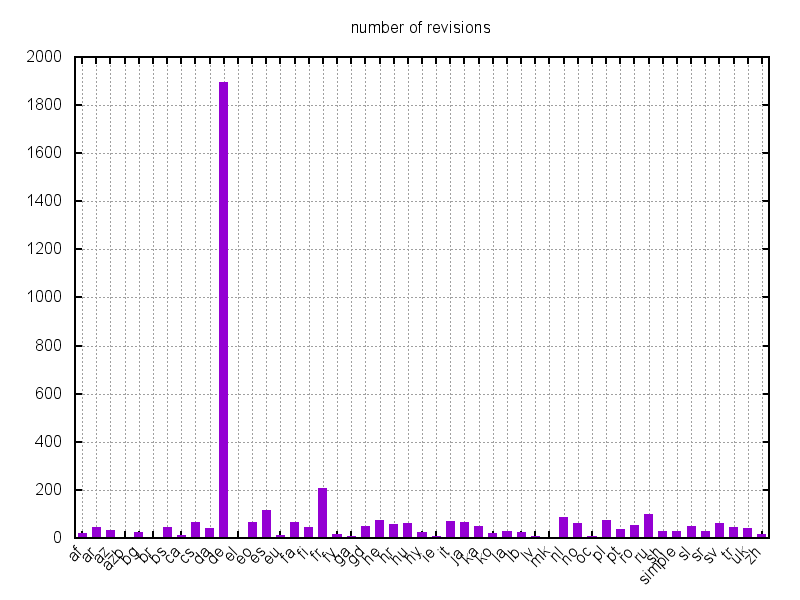 number of revisions
2000
1800
1600
1400
1200
1000
800
600
400
200
0
af
ar
az
azb
bg
br
bs
ca
cs
da
de
el
eo
es
eu
fa
fi
fr
fy
ga
gd
he
hr
hu
hy
ie
it
ja
ka
ko
la
lb
lv
mk
nl
no
oc
pl
pt
ro
ru
sh
simple
sl
sr
sv
tr
uk
zh